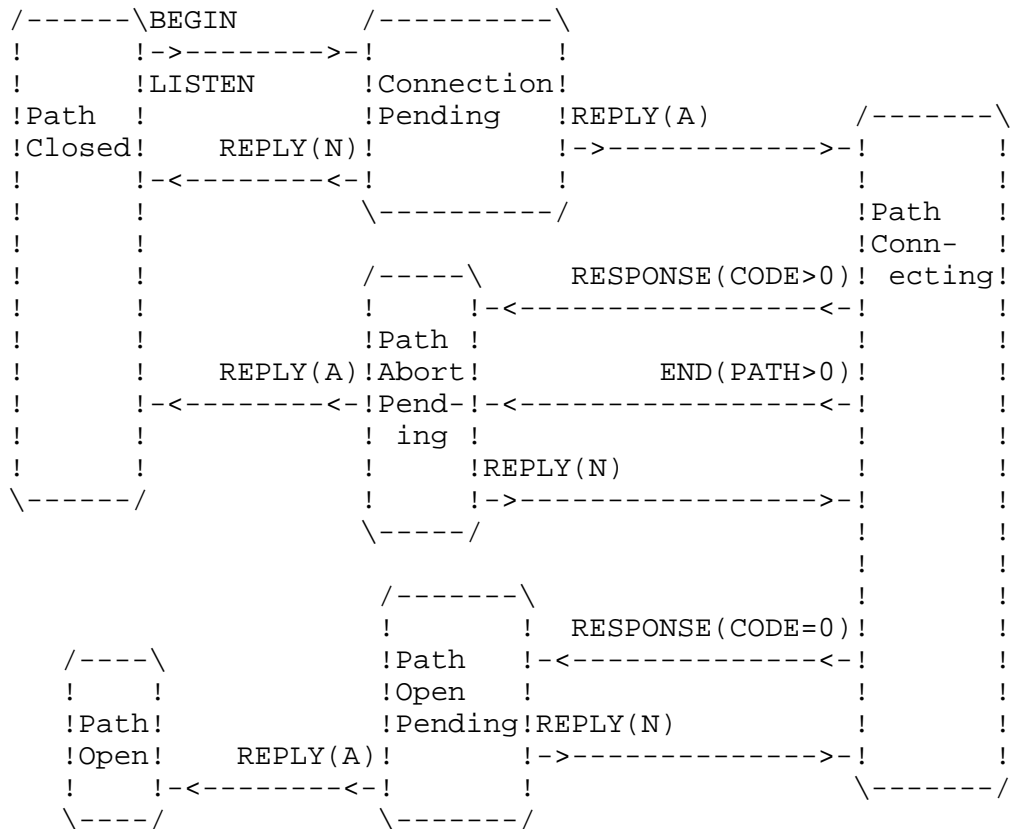 BEGIN
LISTEN
Connection
Path Pending REPLY(A)
Closed REPLY(N)
Path
Conn-
RESPONSE(CODE>0) ecting
Path
REPLY(A) Abort END(PATH>0)
Pend-
ing
REPLY(N)
RESPONSE(CODE=0)
Path
Open
Path Pending REPLY(N)
Open REPLY(A)